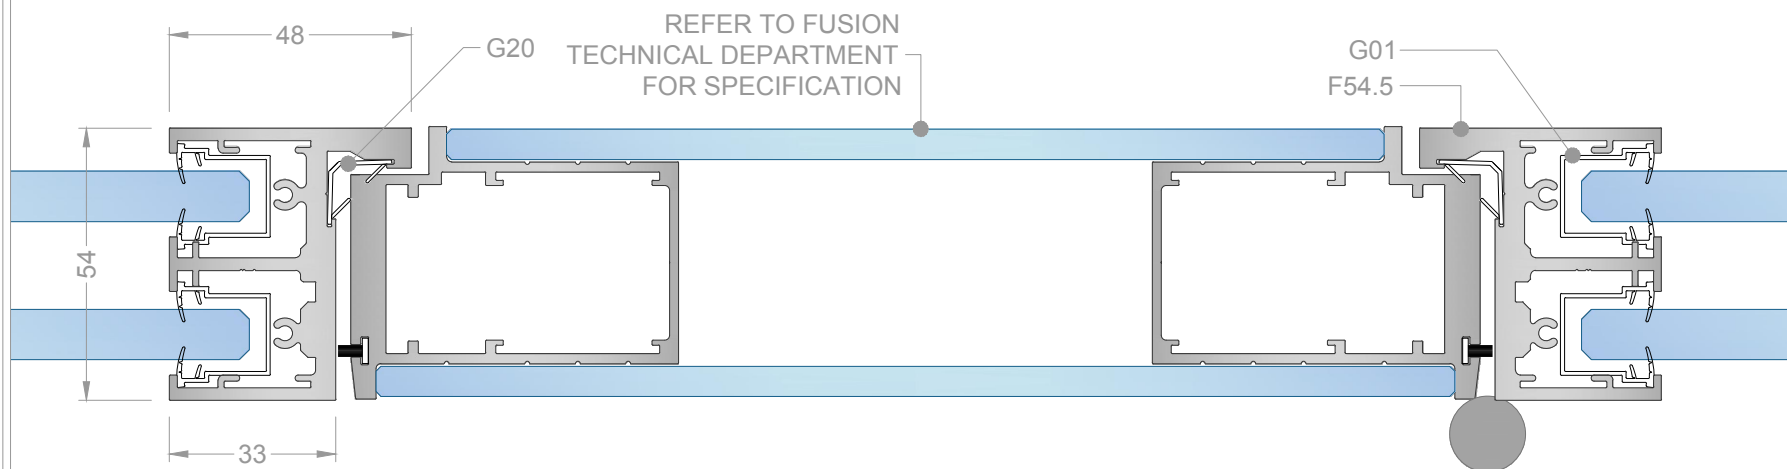 48
G20
REFER TO FUSION
TECHNICAL DEPARTMENT
FOR SPECIFICATION
G01
F54.5
54
33